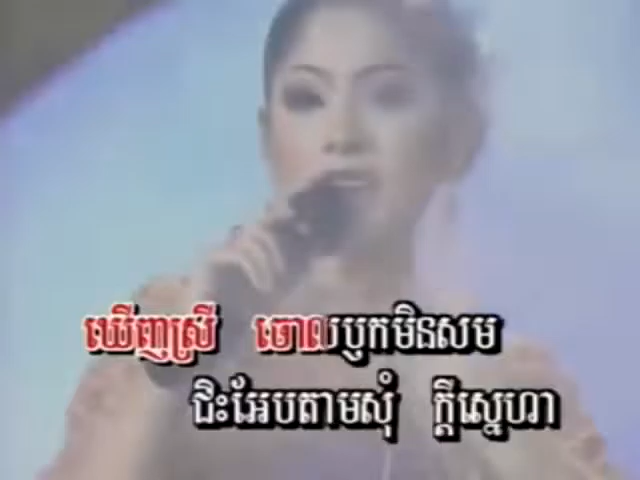 ឃើញស្រី ចោលប្ញកមិនសម
ជិះអែបតាមសុំ ក្ដីស្នេហា